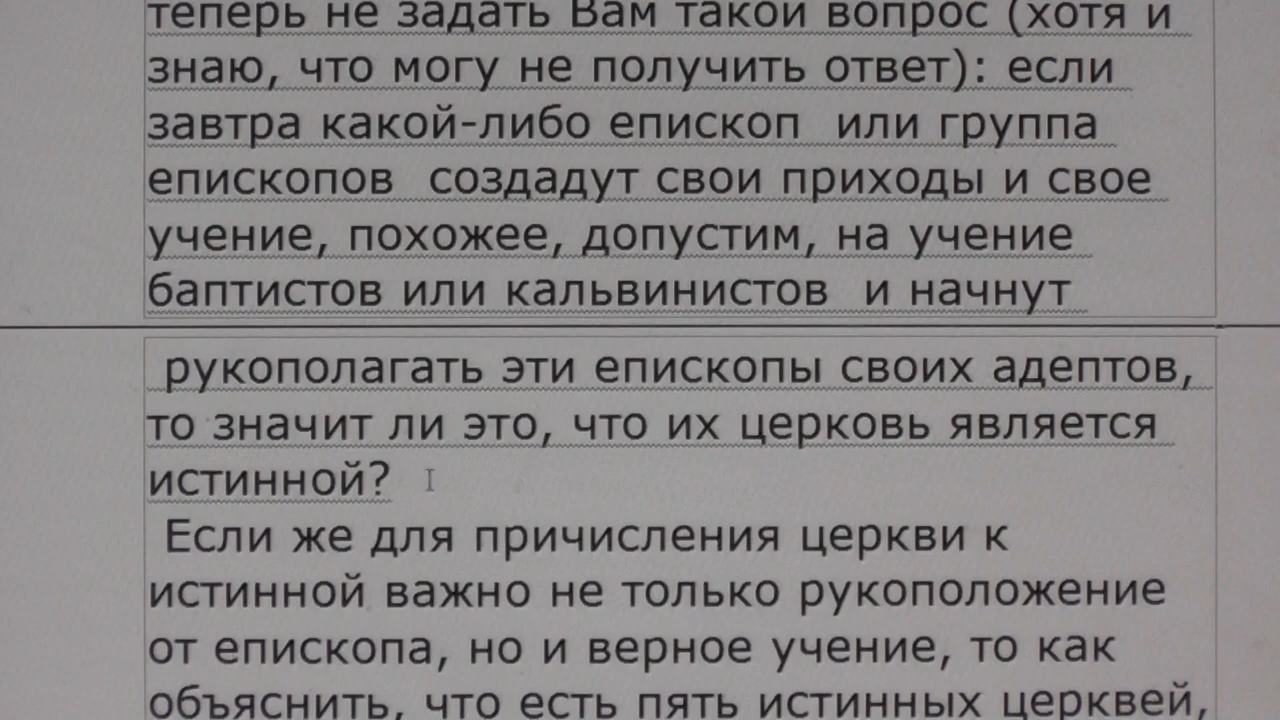 теперь не задать Вам такой вопрос (хотя и
знаю, что могу не получить ответ): если
завтра какой-либо епископ  или группа
епископов  создадут свои приходы и свое
учение, похожее, допустим, на учение
баптистов или кальвинистов  и начнут
рукополагать эти епископы своих адептов,
то значит ли это, что их церковь является
истинной?
Если же для причисления церкви к
истинной важно не только рукоположение
от епископа, но и верное учение, то как
объяснить, что есть пять истинных церквей,